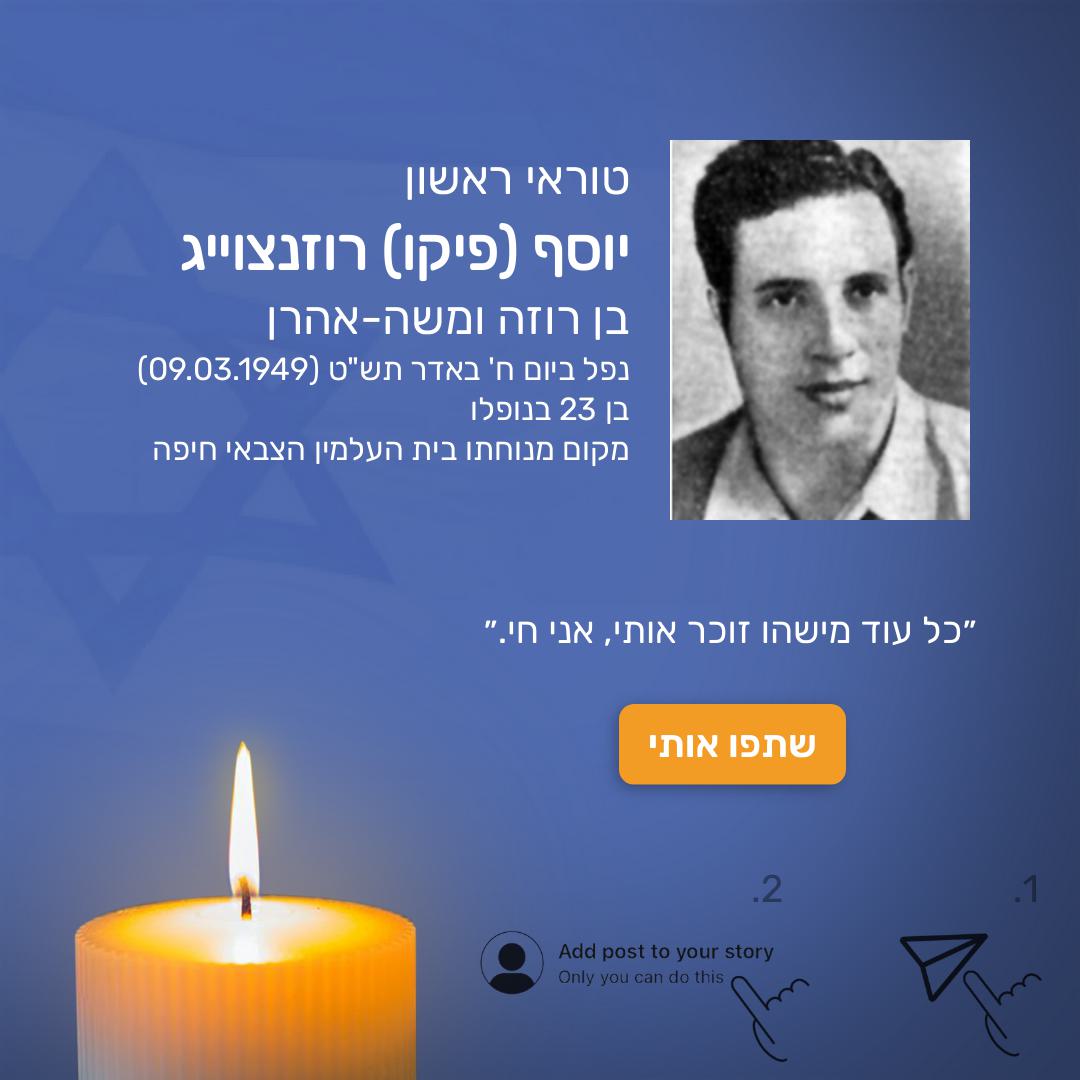 טוראי ראשון
יוסף (פיקו) רוזנצוייג
בן רוזה ומשה-אהרן
נפל ביום ח' באדר תש"ט (09.03.1949)
בן 23 בנופלו
מקום מנוחתו בית העלמין הצבאי חיפה
״כל עוד מישהו זוכר אותי, אני חי.״
שתפו אותי
1.
2.
Add post to your story
Only you can do this